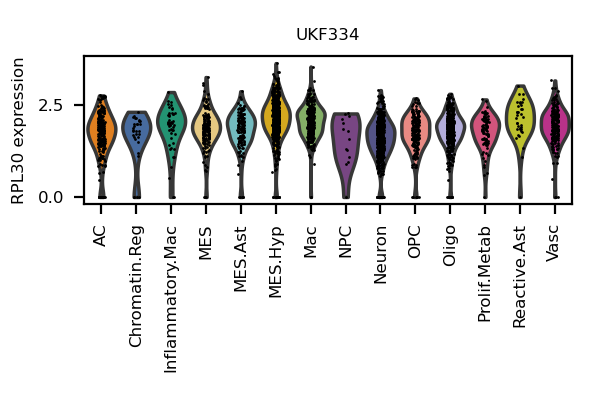 UKF334
RPL30 expression
2.5
0.0
AC
Chromatin.Reg
Inflammatory.Mac
MES
MES.Ast
MES.Hyp
Mac
NPC
Neuron
OPC
Oligo
Prolif.Metab
Reactive.Ast
Vasc